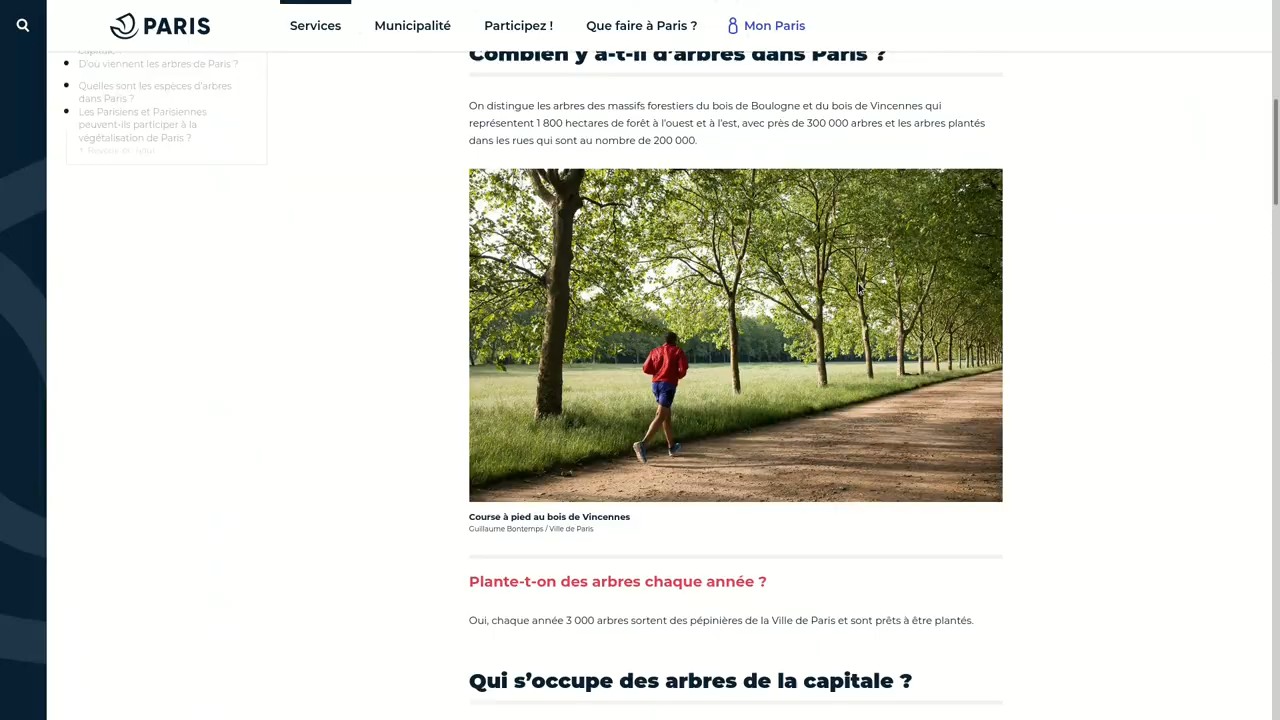 PARIS
Services
Municipalité
Participez !
Que faire à Paris ?
Mon Paris
D'où viennent les arbres de Paris ?
Quelles sont les espèces d'arbres
dans Paris ?
Les Parisiens et Parisiennes
peuvent-ils participer à la
végétalisation de Paris ?
Combien y a-t-il d'arbres dans Paris ?
On distingue les arbres des massifs forestiers du bois de Boulogne et du bois de Vincennes qui
représentent 1 800 hectares de forêt à l'ouest et à l'est, avec près de 300 000 arbres et les arbres plantés
dans les rues qui sont au nombre de 200 000.
Course à pied au bois de Vincennes
Guillaume Bontemps / Ville de Paris
Plante-t-on des arbres chaque année ?
Oui, chaque année 3 000 arbres sortent des pépinières de la Ville de Paris et sont prêts à être plantés.
Qui s'occupe des arbres de la capitale ?